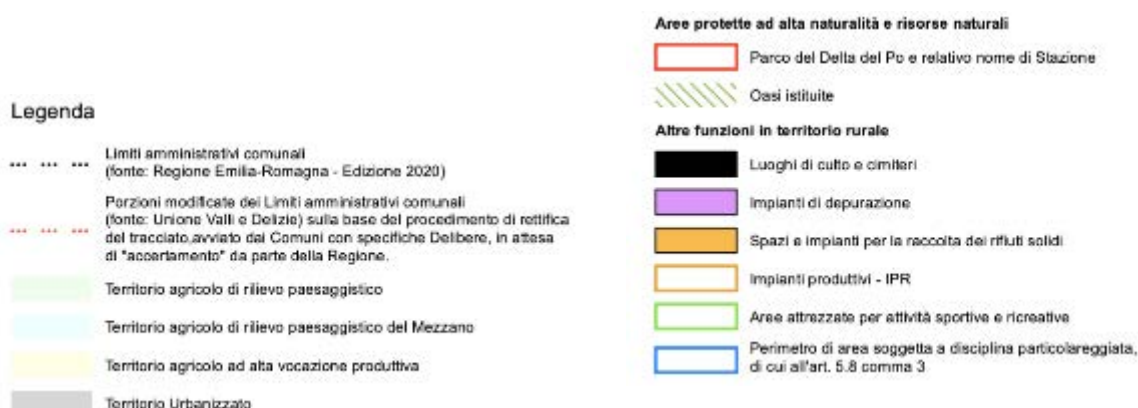 Legenda
Limiti amministrativi comunali
(fonte: Regione Emilia-Romagna - Edizione 2020)
Porzioni modificate dei Limiti amministrativi comunali
(fonte: Unione Valli e Delizie) sulla base del procedimento di rettifica
del tracciato,avviato dai Comuni con specifiche Delibere, in attesa
di "accertamento" da parte della Regione.
Territorio agricolo di rilievo paesaggistico
Territorio agricolo di rilievo paesaggistico del Mezzano
Territorio agricolo ad alta vocazione produttiva
Territorio Urbanizzato
Aree protette ad alta naturalità e risorse naturali
Parco del Delta del Po e relativo nome di Stazione
Oasi istituite
Altre funzioni in territorio rurale
Luoghi di culto e cimiteri
Impianti di depurazione
Spazi e impianti per la raccolta dei rifiuti solidi
Impianti produttivi - IPR
Aree attrezzate per attività sportive e ricreative
Perimetro di area soggetta a disciplina particolareggiata,
di cui all'art. 5.8 comma 3